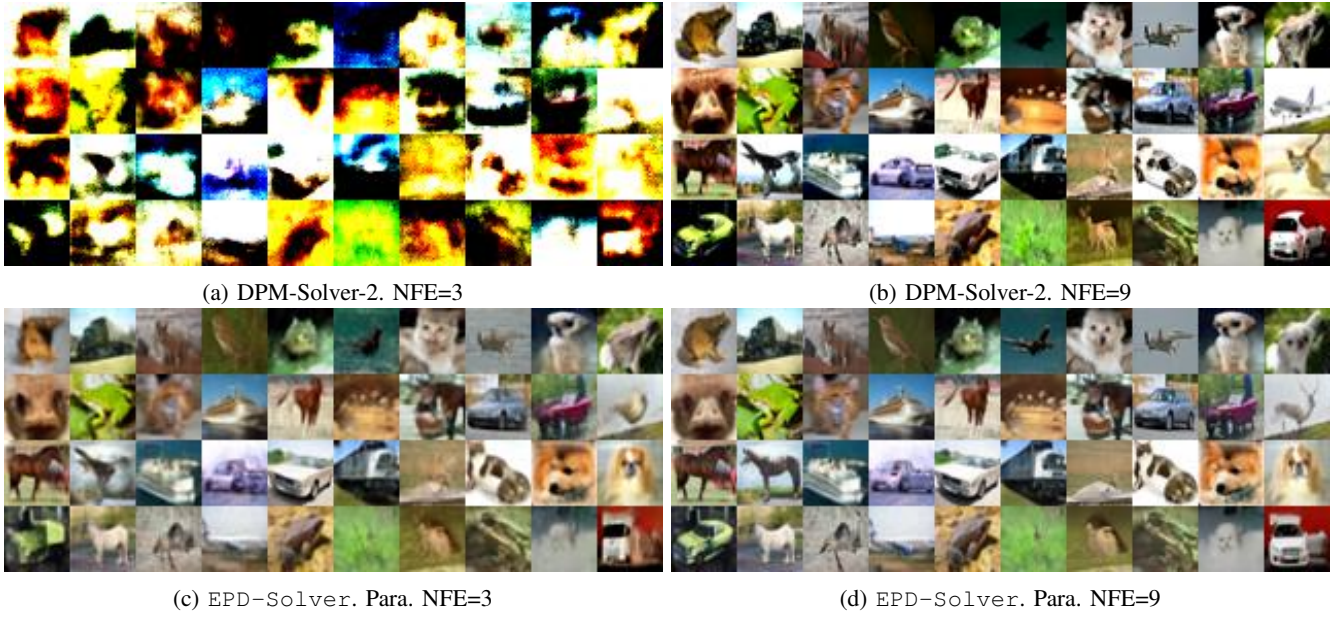 (a) DPM-Solver-2. NFE=3
(b) DPM-Solver-2. NFE=9
(c) EPD-Solver. Para. NFE=3
(d) EPD-Solver. Para. NFE=9